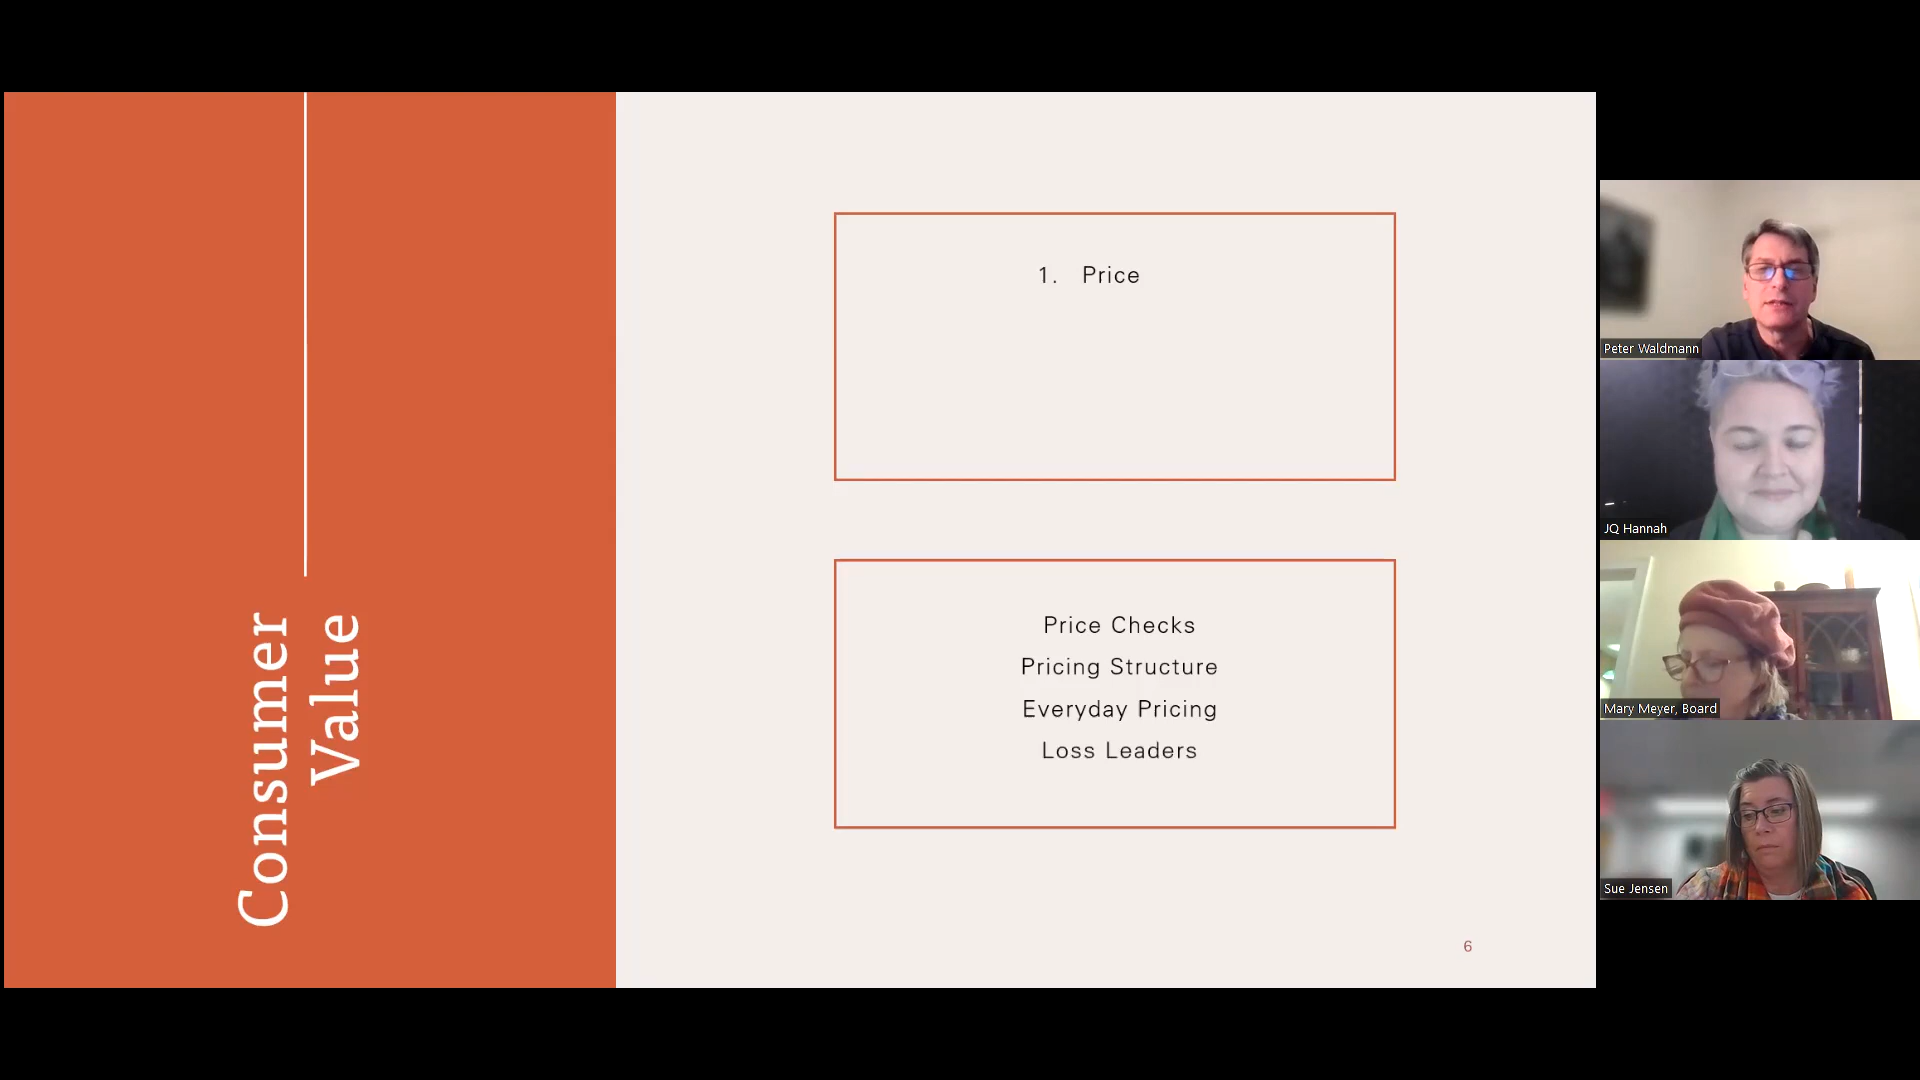 Consumer
Value
1. Price
Price Checks
Pricing Structure
Everyday Pricing
Loss Leaders
6
Peter Waldmann
JQ Hannah
Mary Meyer, Board
Sue Jensen